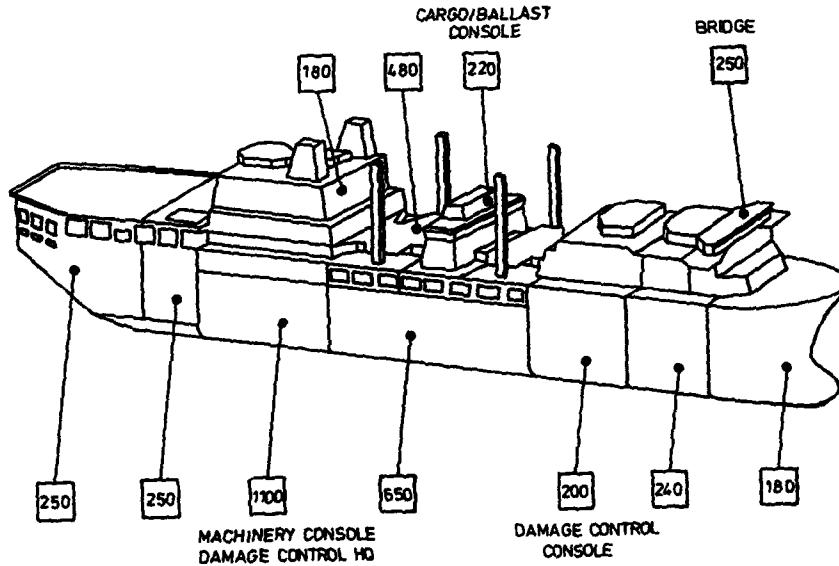 CARGO/BALLAST
CONSOLE
BRIDGE
180
480
220
250
250
250
1100
650
200
240
180
MACHINERY CONSOLE
DAMAGE CONTROL HQ
DAMAGE CONTROL
CONSOLE